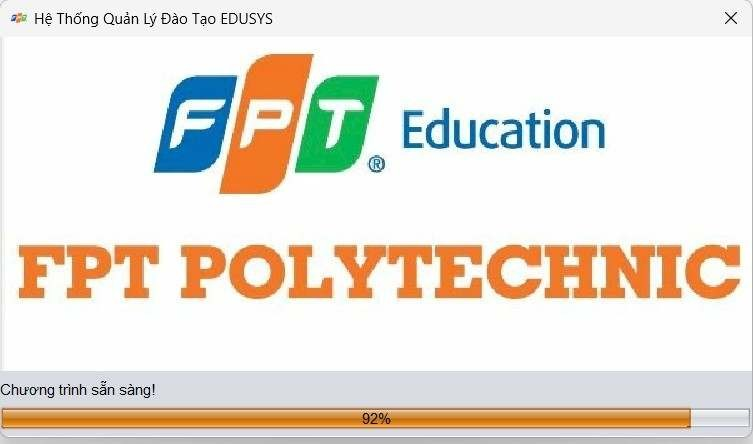 Hệ Thống Quản Lý Đào Tạo EDUSYS
FPT Education
FPT POLYTECHNIC
Chương trình sẵn sàng!
92%